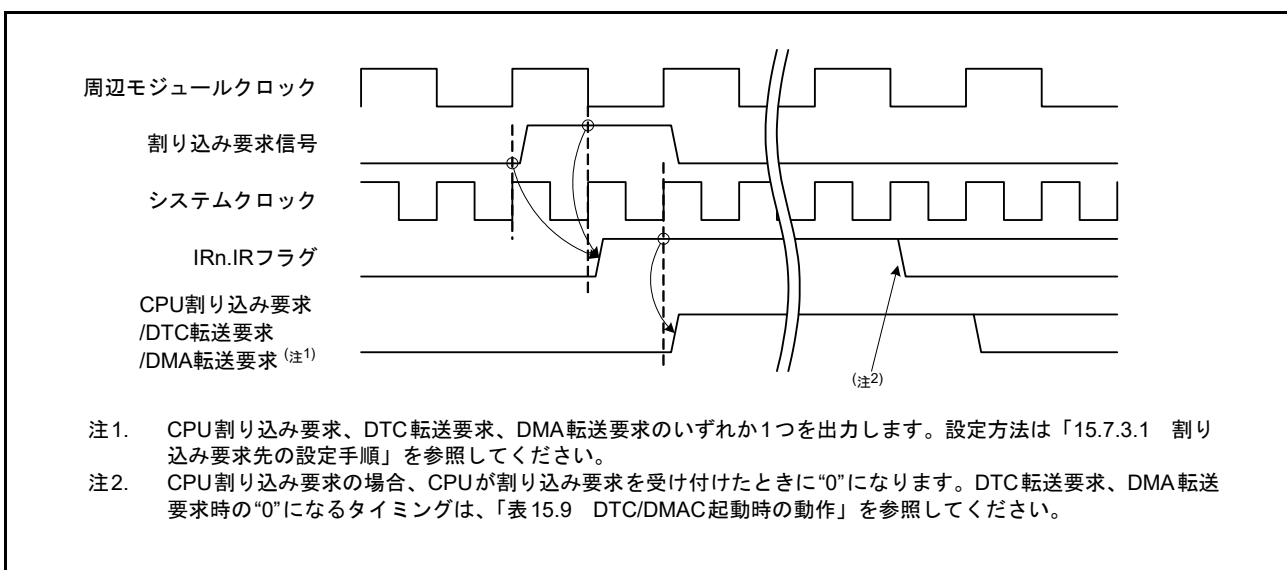 周辺モジュールクロック
割り込み要求信号
システムクロック
IRn.IRフラグ
CPU割り込み要求
/DTC転送要求
/DMA転送要求 (注1)
(注2)
注1. CPU割り込み要求、DTC転送要求、DMA転送要求のいずれか1つを出力します。設定方法は「15.7.3.1 割り
込み要求先の設定手順」を参照してください。
注2. CPU割り込み要求の場合、CPUが割り込み要求を受け付けたときに“0”になります。DTC転送要求、DMA転送
要求時の“0”になるタイミングは、「表15.9 DTC/DMAC起動時の動作」を参照してください。